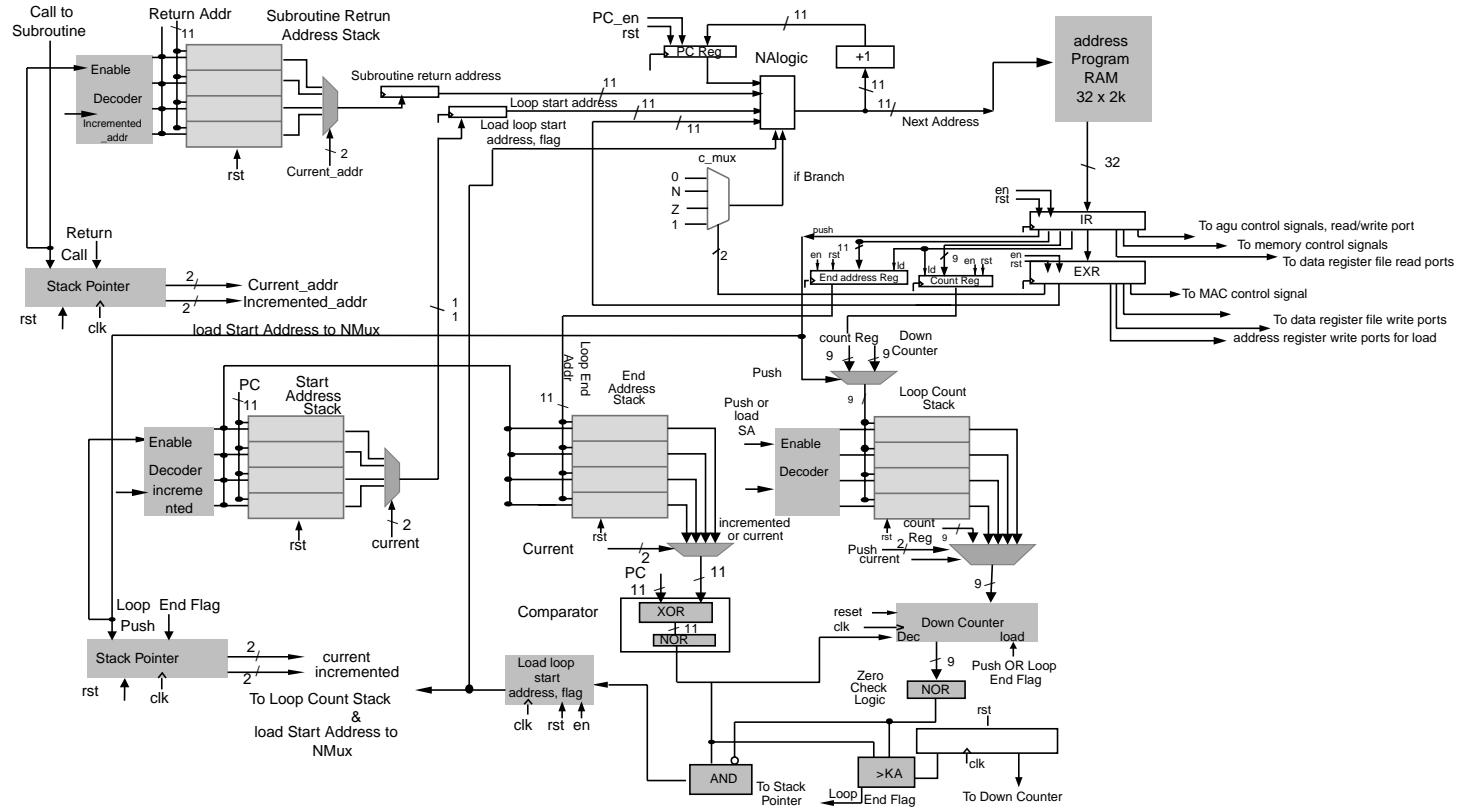 Call to
Subroutine
Return Addr
11
Subroutine Retrun
Address Stack
Enable
Decoder
Incremented
_addr
rst
2
Current_addr
Subroutine return address
11
Loop start address
11
Load loop start
address, flag
11
PC_en
rst
PC Reg
11
+1
11
NAlogic
11
Next Address
address
Program
RAM
32 x 2k
32
c_mux
0
N
Z
1
2
if Branch
en
rst
IR
push
11
9
To agu control signals, read/write port
To memory control signals
To data register file read ports
en
rst
ld
End address Reg
ld
en
rst
Count Reg
en
rst
EXR
To MAC control signal
To data register file write ports
address register write ports for load
Return
Call
Stack Pointer
2
Current_addr
2
Incremented_addr
rst
clk
load Start Address to NMux
1
1
count Reg
Down
Counter
9
9
Push
9
Loop End
Addr
11
PC
11
Start
Address
Stack
Enable
Decoder
increme
nted
rst
2
current
End
Address
Stack
rst
incremented
or current
Current
2
11
PC
11
Comparator
XOR
11
NOR
Push or
load
SA
Enable
Decoder
Loop Count
Stack
rst
count
Reg
9
9
Push
2
current
9
reset
clk
Down Counter
Dec
load
Push OR Loop
End Flag
9
Zero
Check
Logic
NOR
Loop
Push
End Flag
Stack Pointer
2
current
2
incremented
rst
clk
To Loop Count Stack
&
load Start Address to
NMux
Load loop
start
address, flag
clk
rst
en
AND
To Stack
Pointer
>KA
Loop
End Flag
rst
clk
To Down Counter